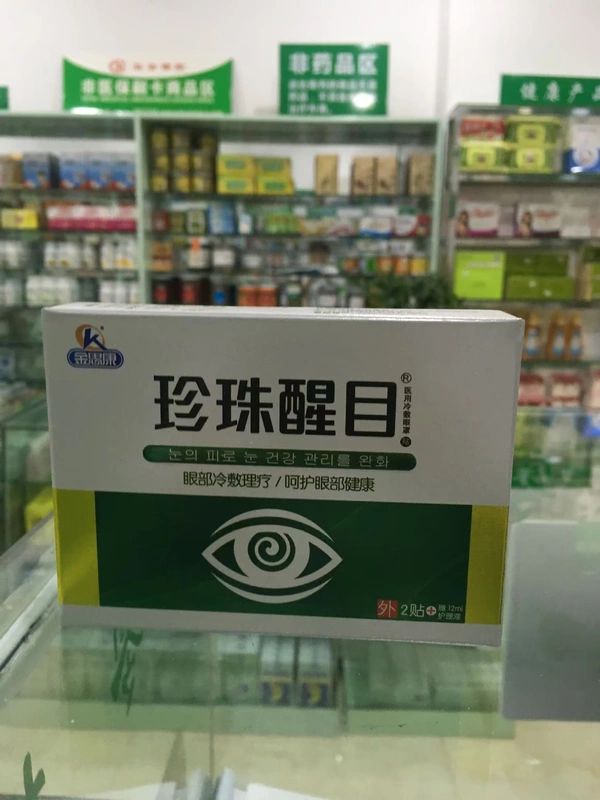 非医保刷卡商品区
非药品区
健康产品
K
金恩康
珍珠醒目®
医用冷敷眼罩
눈의 피로 눈 건강 관리를 완화
眼部冷敷理疗/呵护眼部健康
外 2贴+赠12ml
护理液